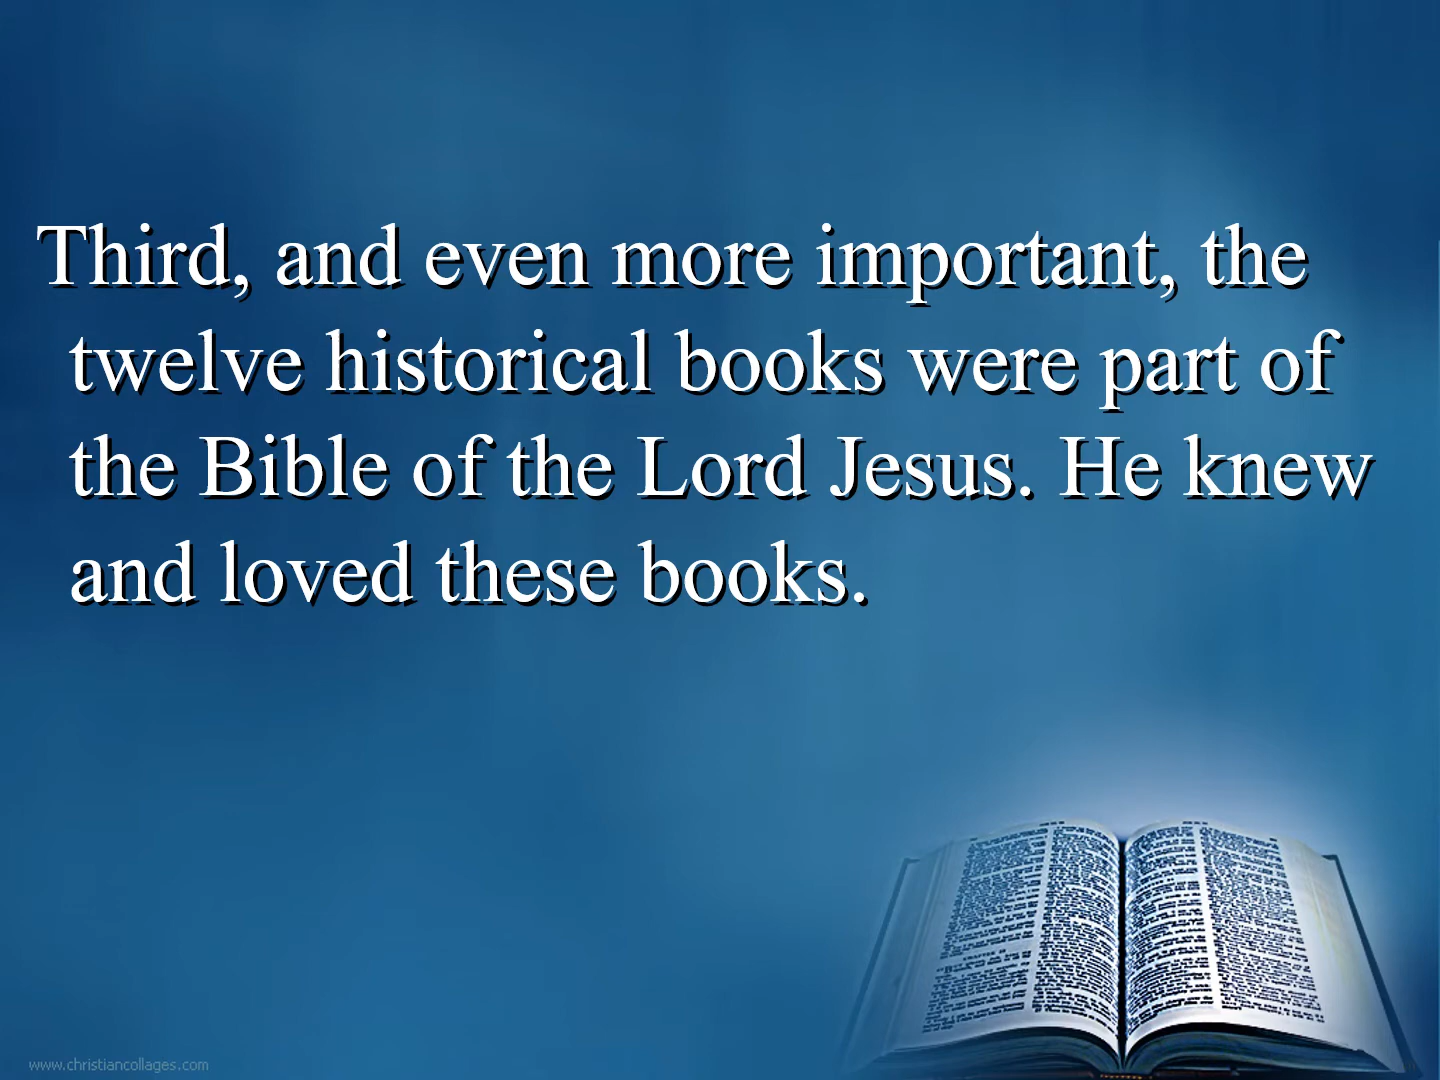 Third, and even more important, the
twelve historical books were part of
the Bible of the Lord Jesus. He knew
and loved these books.
www.christiancollages.com